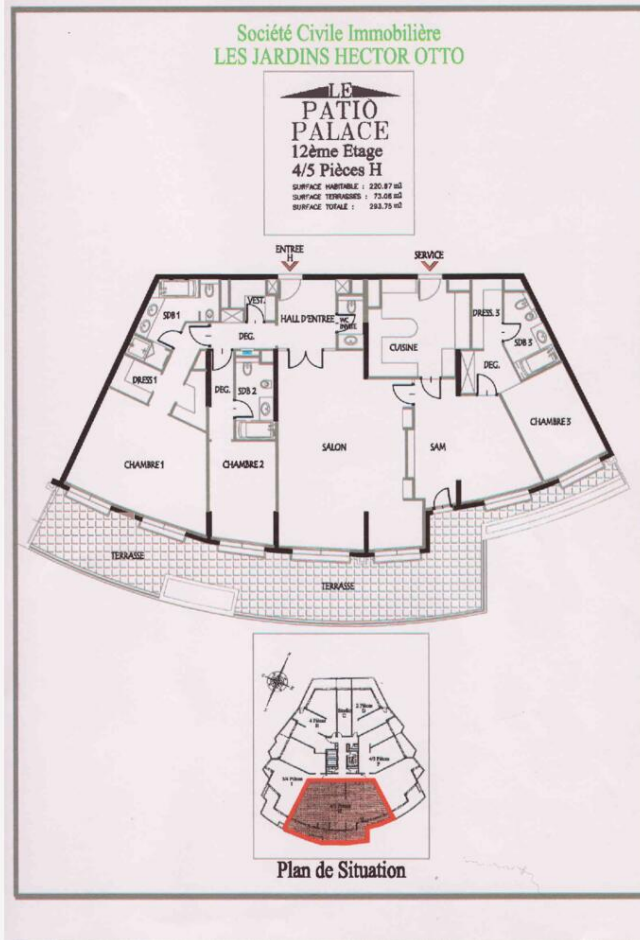 Société Civile Immobilière
LES JARDINS HECTOR OTTO
LE
PATIO
PALACE
12ème Etage
4/5 Pièces H
SURFACE HABITABLE : 220.87 m2
SURFACE TERRASSES : 73.08 m2
SURFACE TOTALE : 293.75 m2
ENTREE
H
SERVICE
SDB 1
VEST.
HALL D'ENTREE
WC
DEG.
CUISINE
DRESS. 3
SDB 3
DEG.
DRESS 1
DEG.
SDB 2
CHAMBRE 1
CHAMBRE 2
SALON
SAM
CHAMBRE 3
TERRASSE
TERRASSE
Plan de Situation